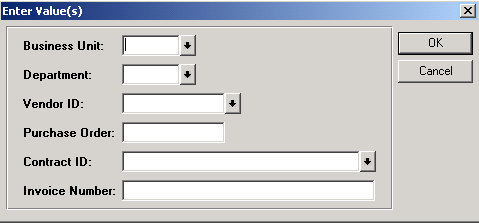 Enter Value(s)
Business Unit:
OK
Department:
Cancel
Vendor ID:
Purchase Order:
Contract ID:
Invoice Number: